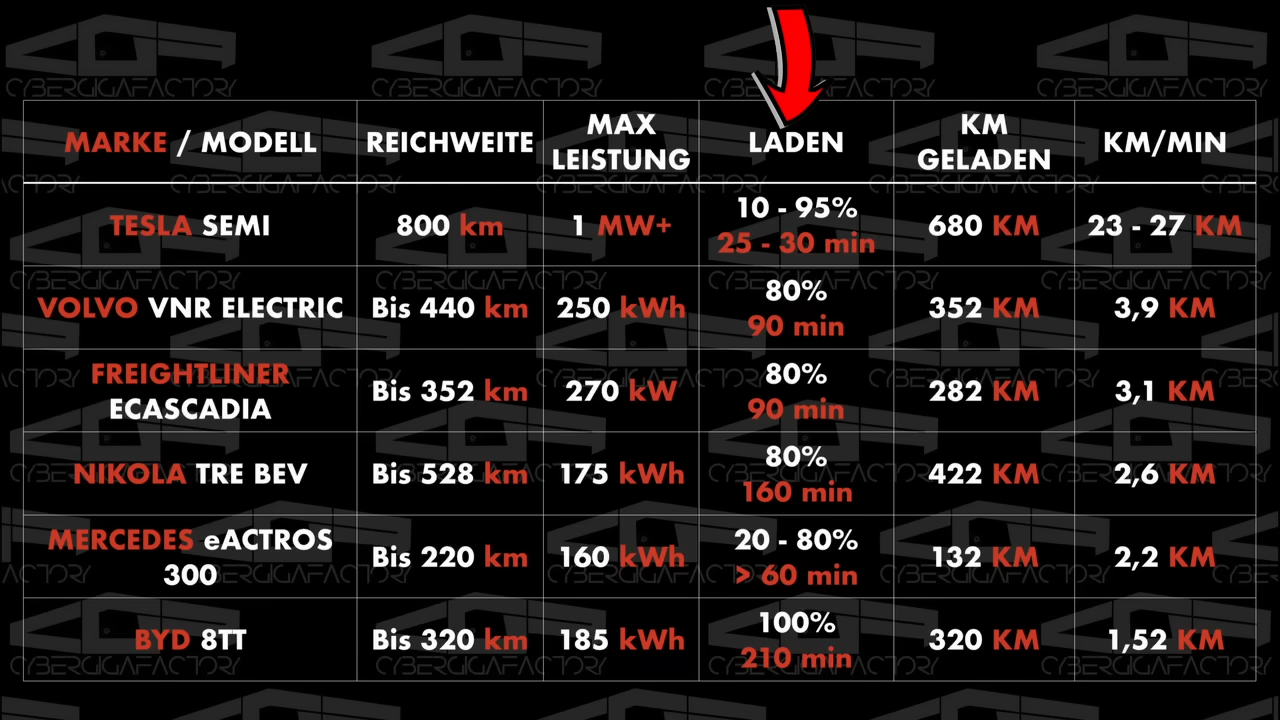 MARKE / MODELL
REICHWEITE
MAX
LEISTUNG
LADEN
KM
GELADEN
KM/MIN
TESLA SEMI
800 km
1 MW+
10 - 95%
25 - 30 min
680 KM
23 - 27 KM
VOLVO VNR ELECTRIC
Bis 440 km
250 kWh
80%
90 min
352 KM
3,9 KM
FREIGHTLINER
ECASCADIA
Bis 352 km
270 kW
80%
90 min
282 KM
3,1 KM
NIKOLA TRE BEV
Bis 528 km
175 kWh
80%
160 min
422 KM
2,6 KM
MERCEDES eACTROS
300
Bis 220 km
160 kWh
20 - 80%
> 60 min
132 KM
2,2 KM
BYD 8TT
Bis 320 km
185 kWh
100%
210 min
320 KM
1,52 KM
CYBERGIGAFACTORY